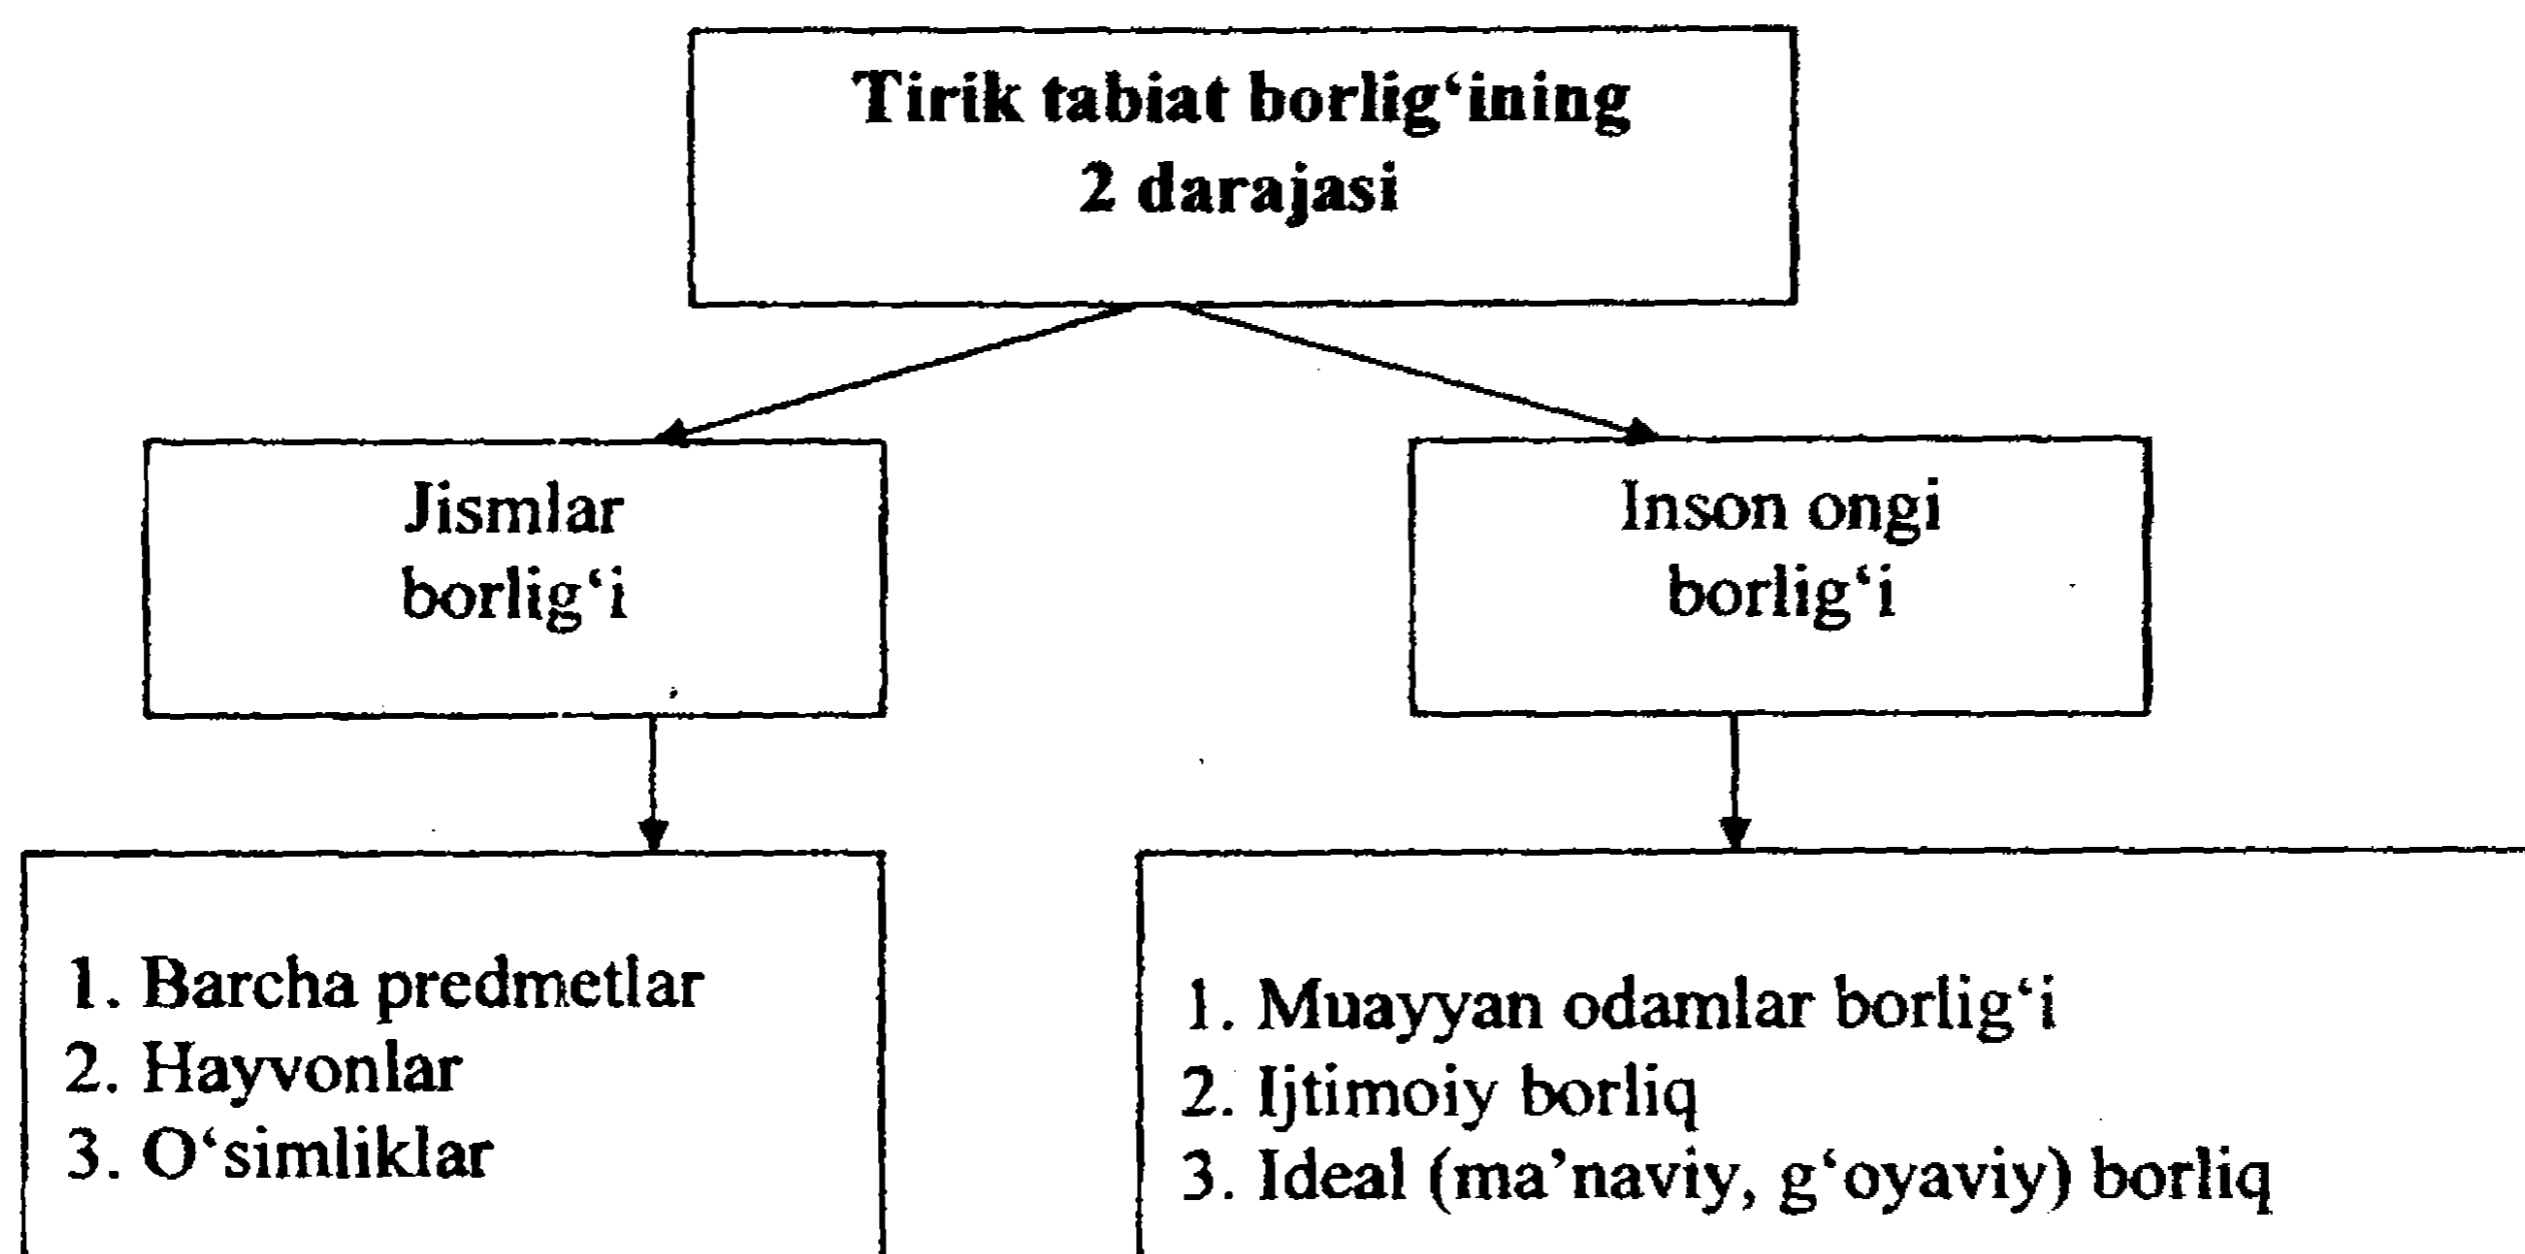 Tirik tabiat borlig‘ining
2 darajasi
Jismlar
borlig‘i
Inson ongi
borlig‘i
1. Barcha predmetlar
2. Hayvonlar
3. O‘simliklar
1. Muayyan odamlar borlig‘i
2. Ijtimoiy borliq
3. Ideal (ma’naviy, g‘oyaviy) borliq